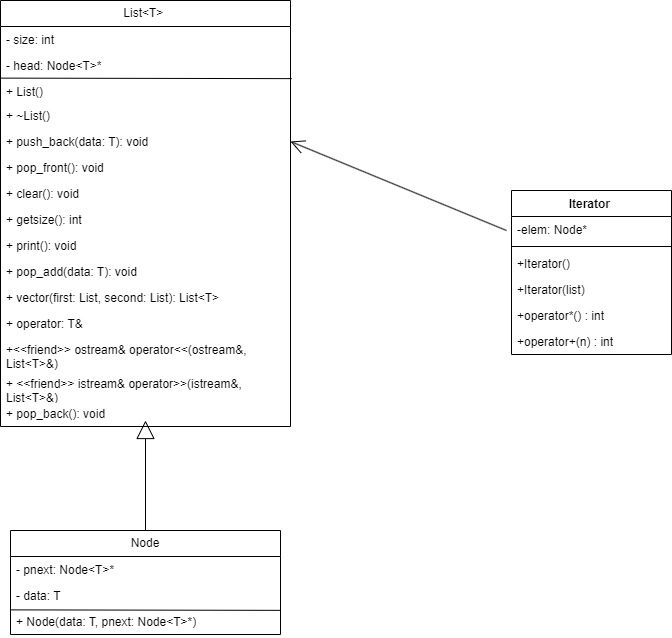 List<T>
- size: int
- head: Node<T>*
+ List()
+ ~List()
+ push_back(data: T): void
+ pop_front(): void
+ clear(): void
+ getsize(): int
+ print(): void
+ pop_add(data: T): void
+ vector(first: List, second: List): List<T>
+ operator: T&
+<<friend>> ostream& operator<<(ostream&,
List<T>&)
+ <<friend>> istream& operator>>(istream&,
List<T>&)
+ pop_back(): void
Iterator
-elem: Node*
+Iterator()
+Iterator(list)
+operator*() : int
+operator+(n) : int
Node
- pnext: Node<T>*
- data: T
+ Node(data: T, pnext: Node<T>*)